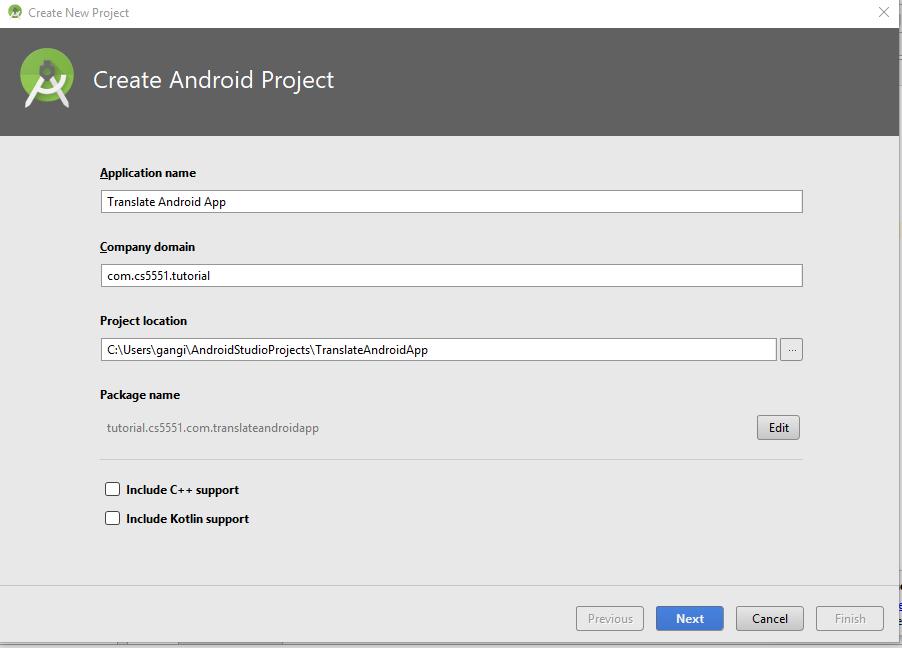 Create New Project
Create Android Project
Application name
Translate Android App
Company domain
com.cs5551.tutorial
Project location
C:\Users\gangi\AndroidStudioProjects\TranslateAndroidApp
...
Package name
tutorial.cs5551.com.translateandroidapp
Edit
Include C++ support
Include Kotlin support
Previous Next Cancel Finish